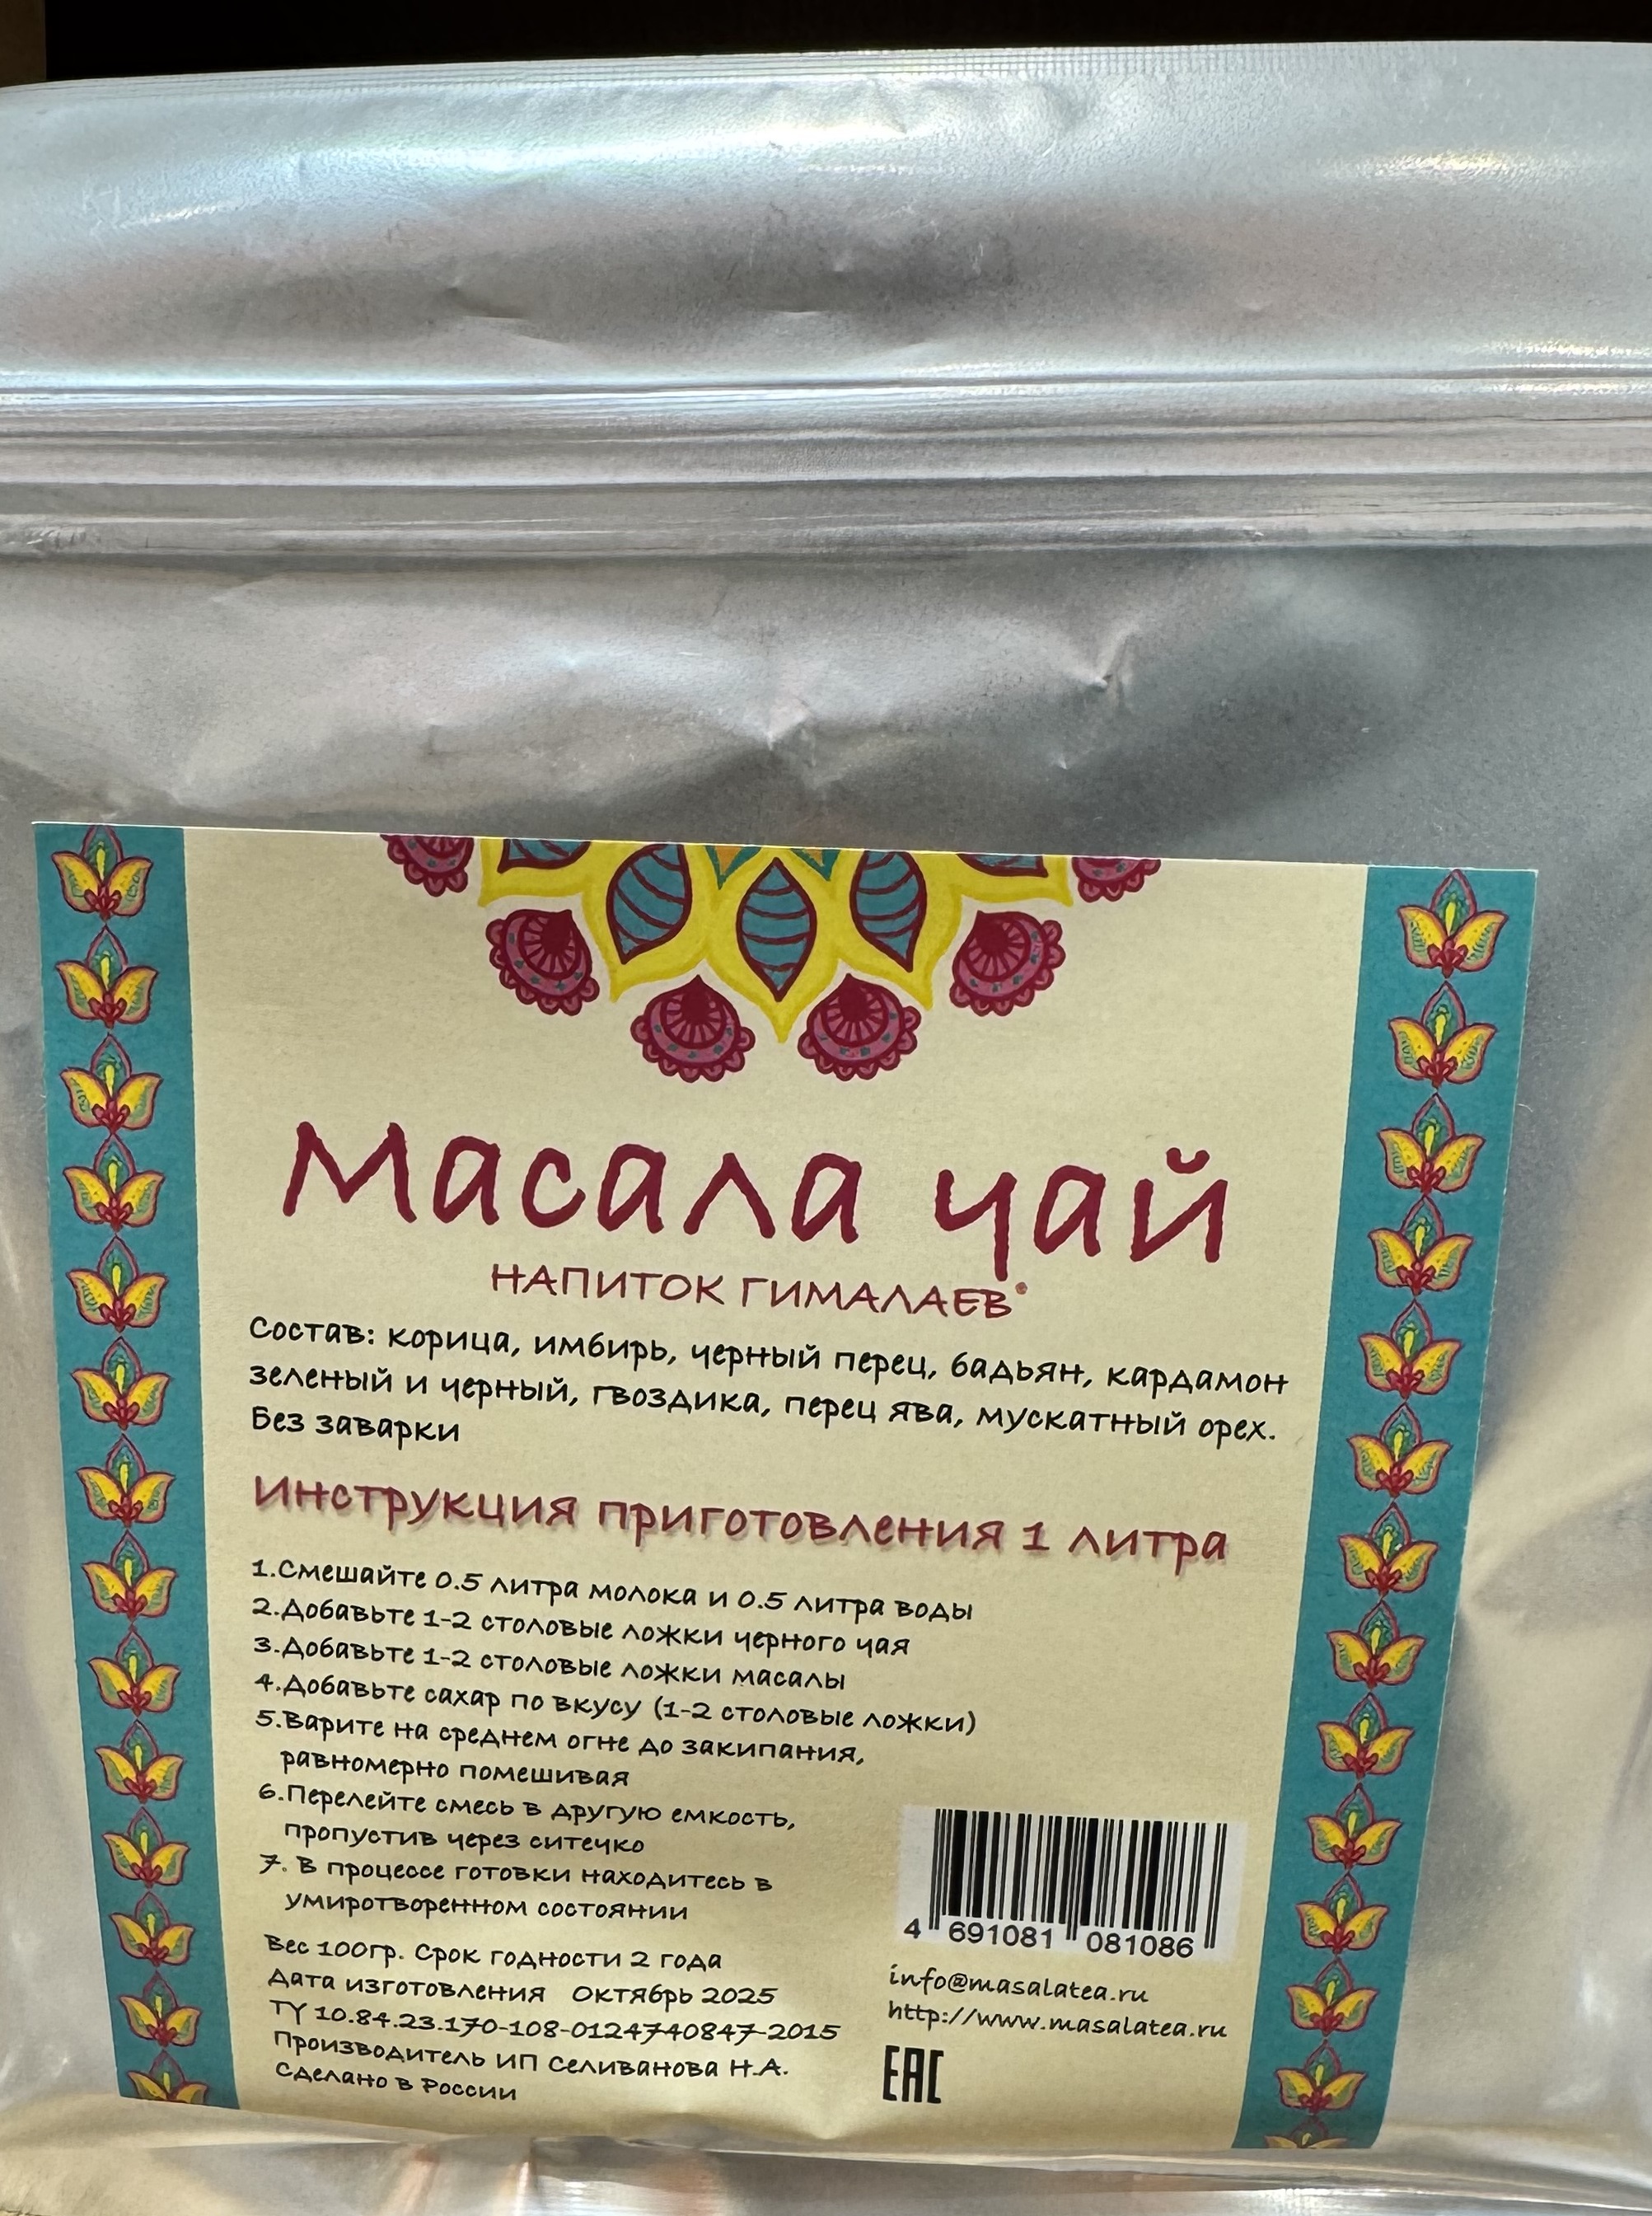 Масала чай
НАПИТОК ГИМАЛАЕВ®
Состав: корица, имбирь, черный перец, бадьян, кардамон
зеленый и черный, гвоздика, перец ява, мускатный орех.
Без заварки
Инструкция приготовления 1 литра
1.Смешайте 0.5 литра молока и 0.5 литра воды
2.Добавьте 1-2 столовые ложки черного чая
3.Добавьте 1-2 столовые ложки масалы
4.Добавьте сахар по вкусу (1-2 столовые ложки)
5.Варите на среднем огне до закипания,
равномерно помешивая
6.Перелейте смесь в другую емкость,
пропустив через ситечко
7. В процессе готовки находитесь в
умиротворенном состоянии
Вес 100гр. Срок годности 2 года
Дата изготовления Октябрь 2025
ТУ 10.84.23.170-108-0124740847-2015
Производитель ИП Селиванова Н.А.
Сделано в России
4 691081 081086
info@masalatea.ru
http://www.masalatea.ru
EAC